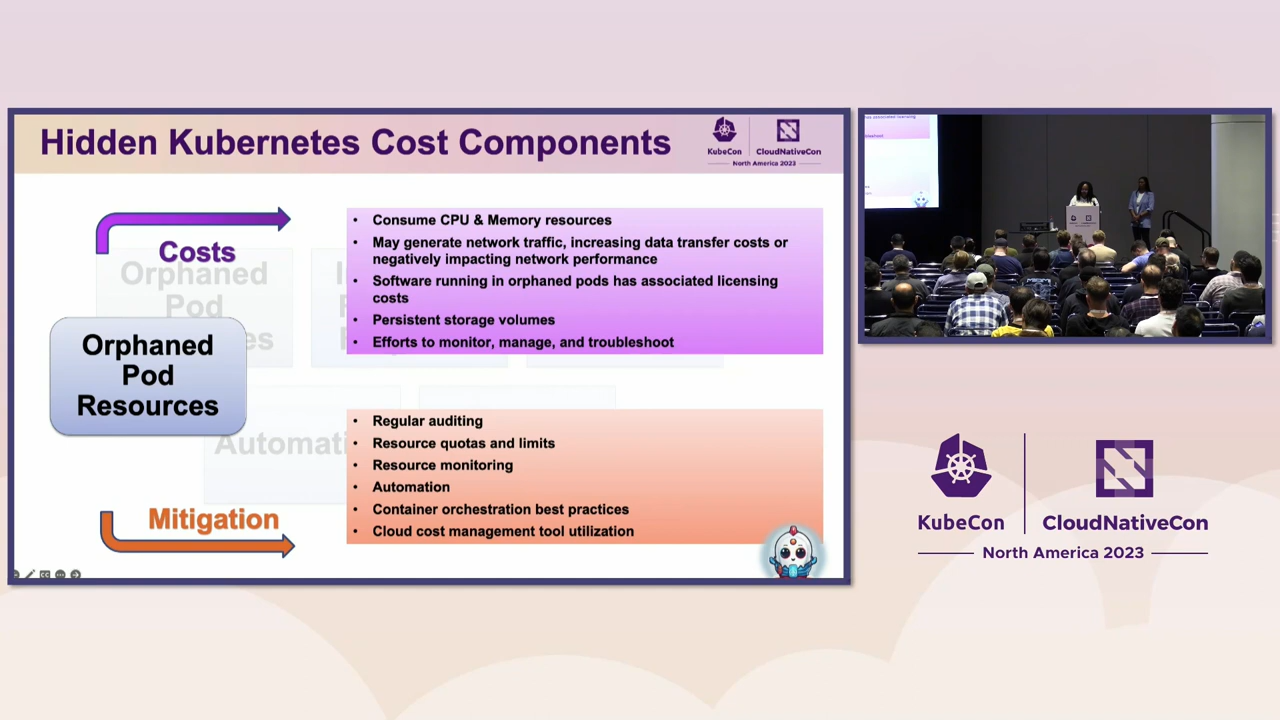 Hidden Kubernetes Cost Components
KubeCon
CloudNativeCon
North America 2023
Costs
• Consume CPU & Memory resources
• May generate network traffic, increasing data transfer costs or
negatively impacting network performance
• Software running in orphaned pods has associated licensing
costs
• Persistent storage volumes
• Efforts to monitor, manage, and troubleshoot
Orphaned
Pod
Orphaned
Pod
Resources
Automati
• Regular auditing
• Resource quotas and limits
• Resource monitoring
• Automation
• Container orchestration best practices
• Cloud cost management tool utilization
Mitigation
KubeCon
CloudNativeCon
North America 2023